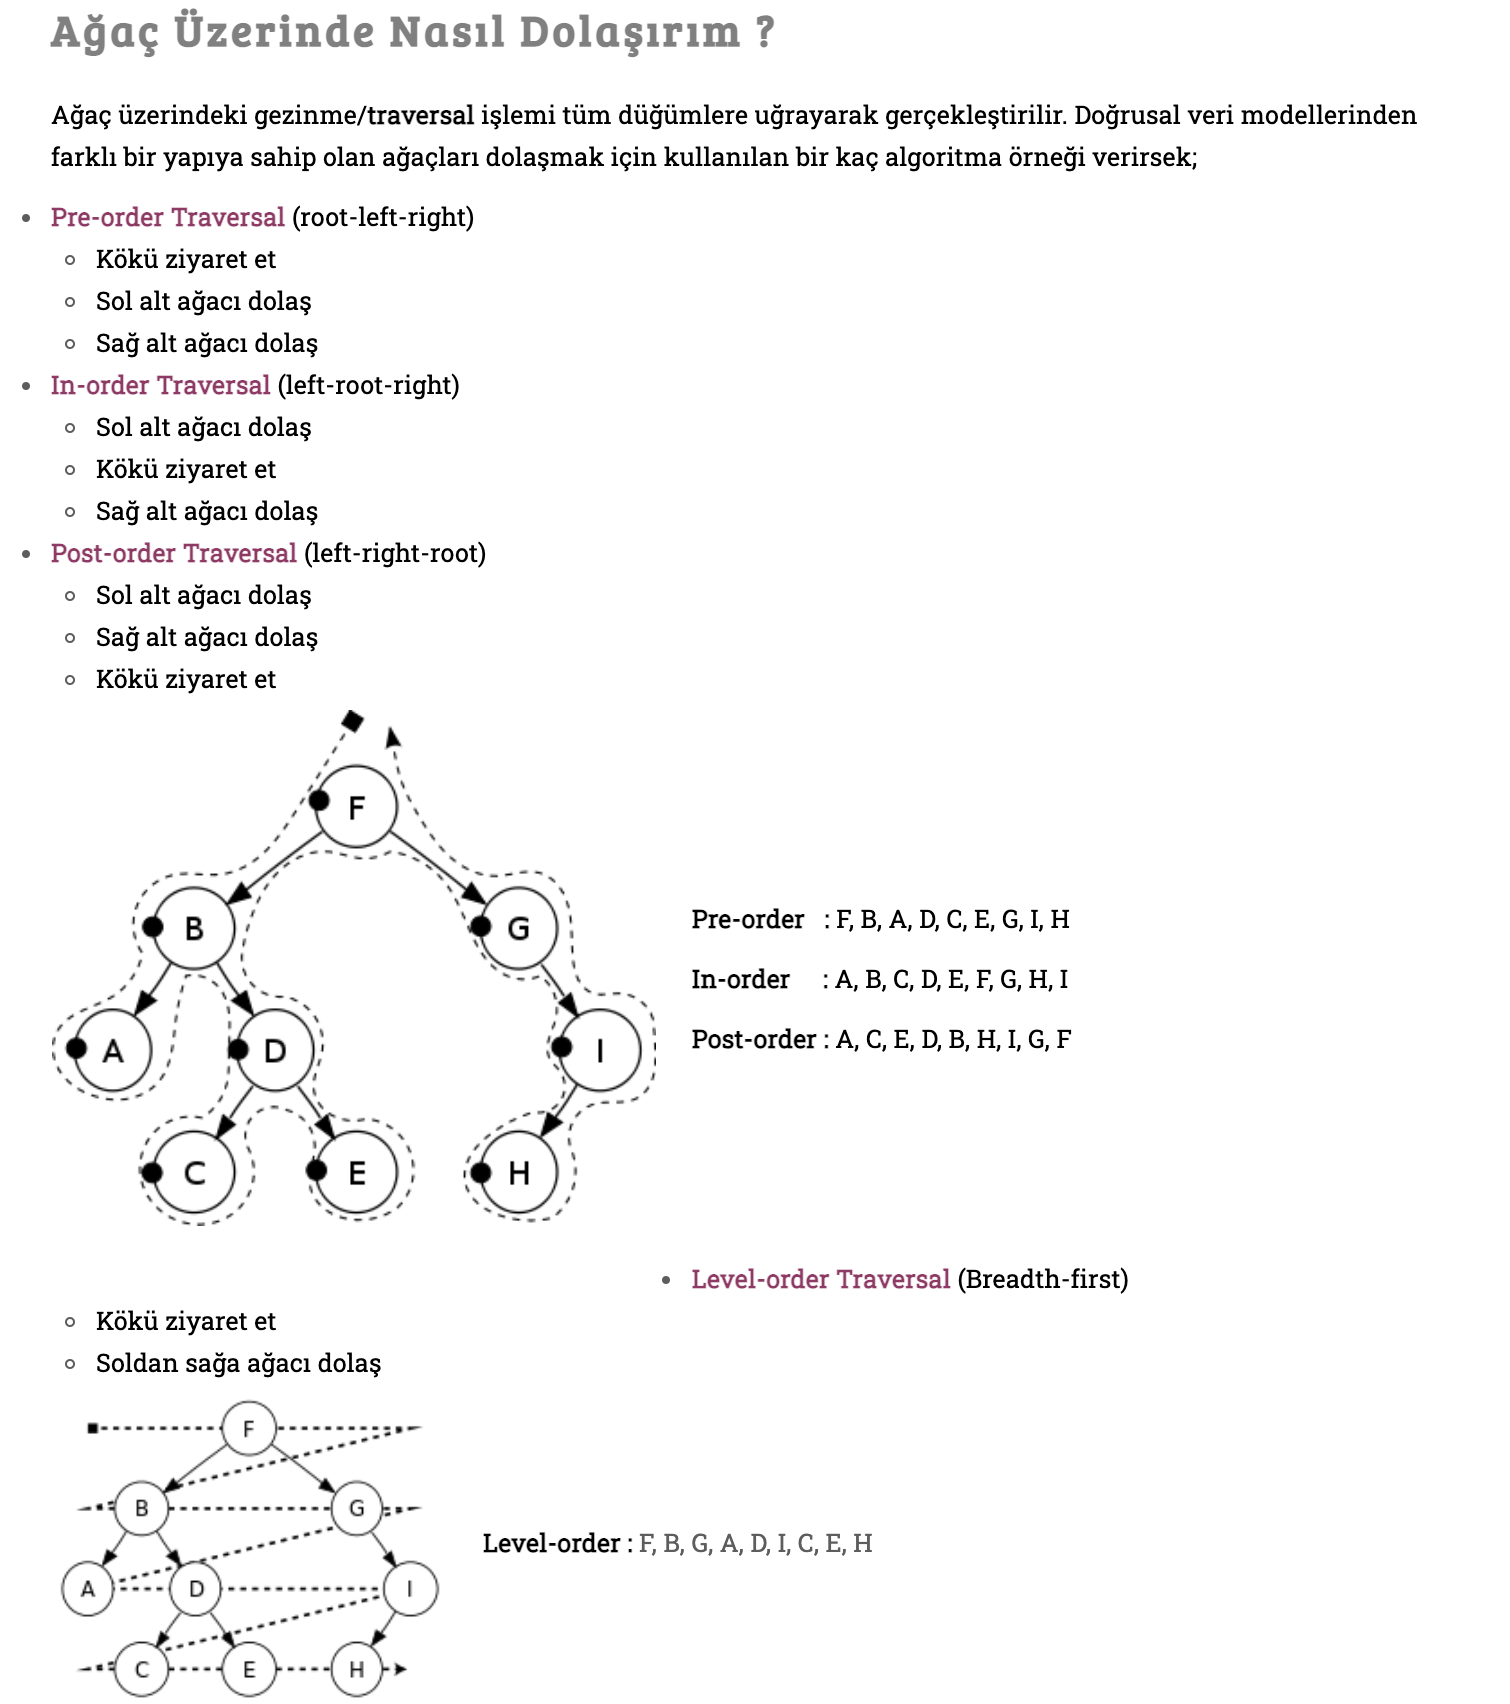 Ağaç Üzerinde Nasıl Dolaşırım ?
Ağaç üzerindeki gezinme/traversal işlemi tüm düğümlere uğrayarak gerçekleştirilir. Doğrusal veri modellerinden
farklı bir yapıya sahip olan ağaçları dolaşmak için kullanılan bir kaç algoritma örneği verirsek;
Pre-order Traversal (root-left-right)
Kökü ziyaret et
Sol alt ağacı dolaş
Sağ alt ağacı dolaş
In-order Traversal (left-root-right)
Sol alt ağacı dolaş
Kökü ziyaret et
Sağ alt ağacı dolaş
Post-order Traversal (left-right-root)
Sol alt ağacı dolaş
Sağ alt ağacı dolaş
Kökü ziyaret et
F
B G
A D I
C E H
Pre-order : F, B, A, D, C, E, G, I, H
In-order : A, B, C, D, E, F, G, H, I
Post-order : A, C, E, D, B, H, I, G, F
Level-order Traversal (Breadth-first)
Kökü ziyaret et
Soldan sağa ağacı dolaş
F
B G
A D I
C E H
Level-order : F, B, G, A, D, I, C, E, H